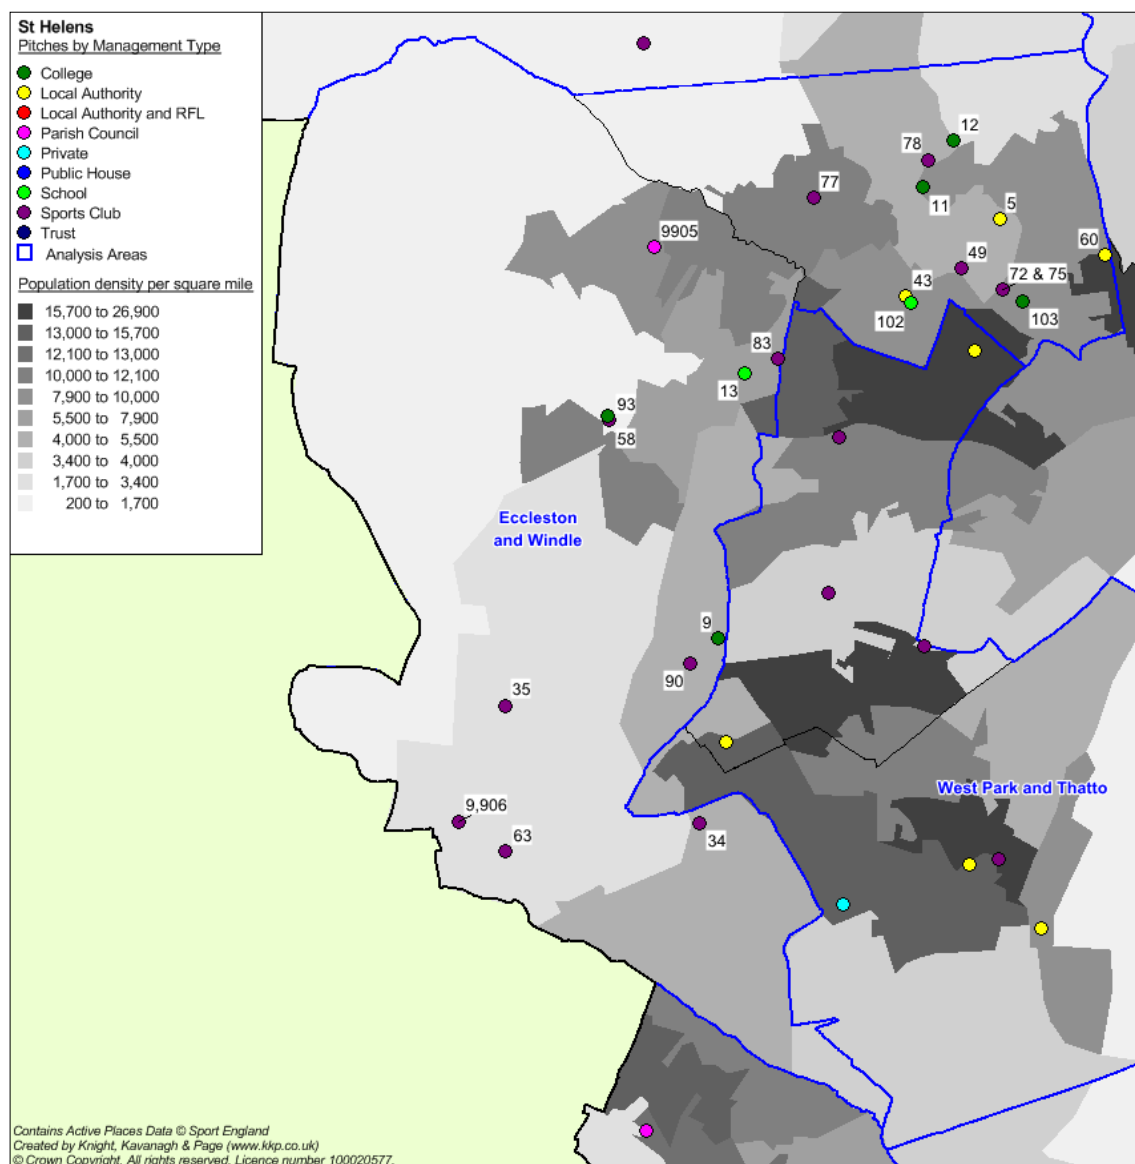 St Helens
Pitches by Management Type
College
Local Authority
Local Authority and RFL
Parish Council
Private
Public House
School
Sports Club
Trust
Analysis Areas
Population density per square mile
15,700 to 26,900
13,000 to 15,700
12,100 to 13,000
10,000 to 12,100
7,900 to 10,000
5,500 to 7,900
4,000 to 5,500
3,400 to 4,000
1,700 to 3,400
200 to 1,700
12
78
77
11
5
9905
60
49
43
72 & 75
102
103
83
13
93
58
Eccleston
and Windle
9
90
35
West Park and Thatto
9,906
63
34
Contains Active Places Data © Sport England
Created by Knight, Kavanagh & Page (www.kkp.co.uk)
© Crown Copyright. All rights reserved. Licence number 100020577.